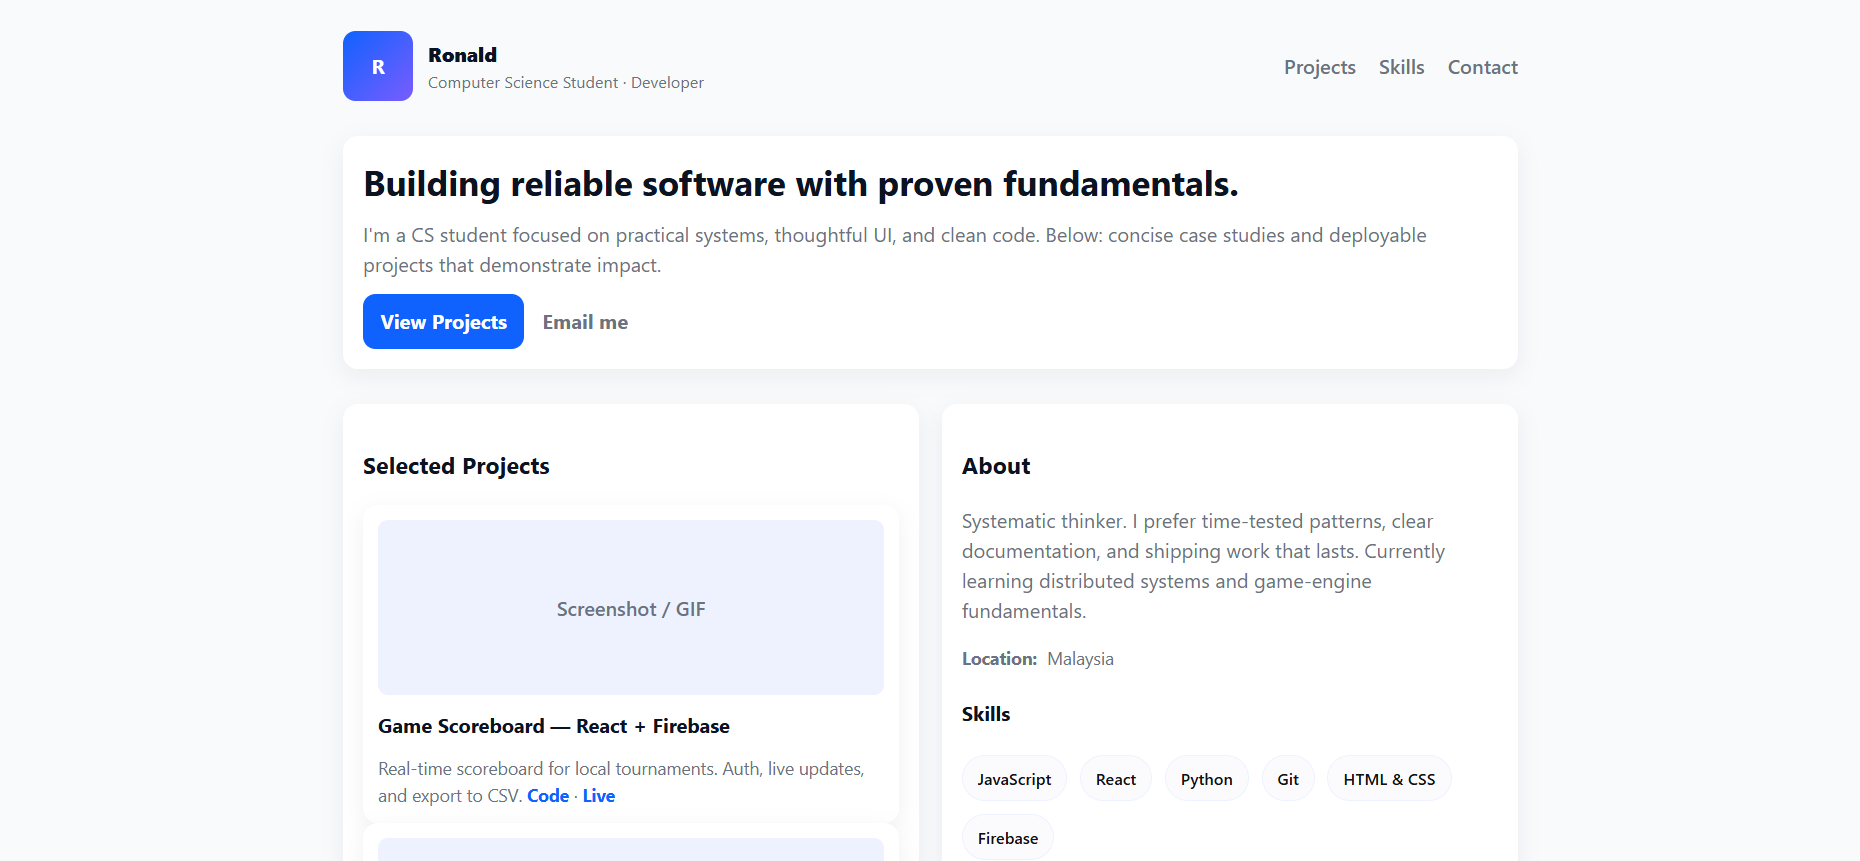 R
Ronald
Computer Science Student · Developer
Projects
Skills
Contact
Building reliable software with proven fundamentals.
I'm a CS student focused on practical systems, thoughtful UI, and clean code. Below: concise case studies and deployable
projects that demonstrate impact.
View Projects
Email me
Selected Projects
Screenshot / GIF
Game Scoreboard — React + Firebase
Real-time scoreboard for local tournaments. Auth, live updates,
and export to CSV. Code · Live
About
Systematic thinker. I prefer time-tested patterns, clear
documentation, and shipping work that lasts. Currently
learning distributed systems and game-engine
fundamentals.
Location: Malaysia
Skills
JavaScript
React
Python
Git
HTML & CSS
Firebase